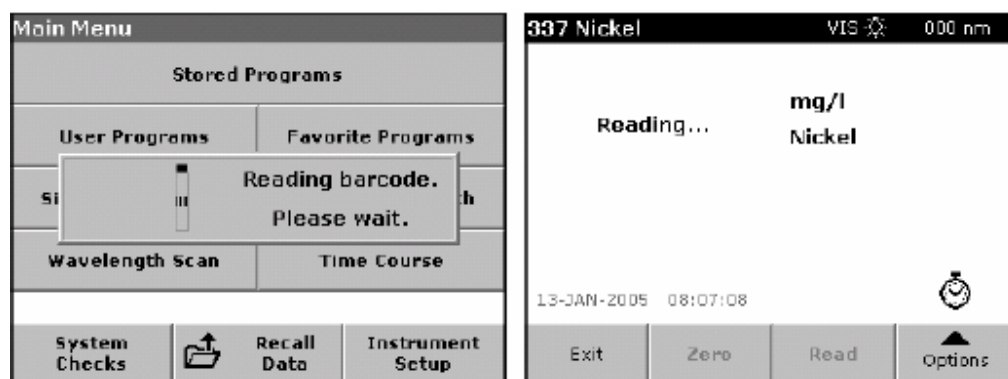 Main Menu
Stored Programs
User Programs
Favorite Programs
Si
h
Reading barcode.
Please wait.
Wavelength Scan
Time Course
System
Checks
Recall
Data
Instrument
Setup
337 Nickel VIS 000 nm
Reading...
mg/l
Nickel
13-JAN-2005 08:07:08
Exit
Zero
Read
Options